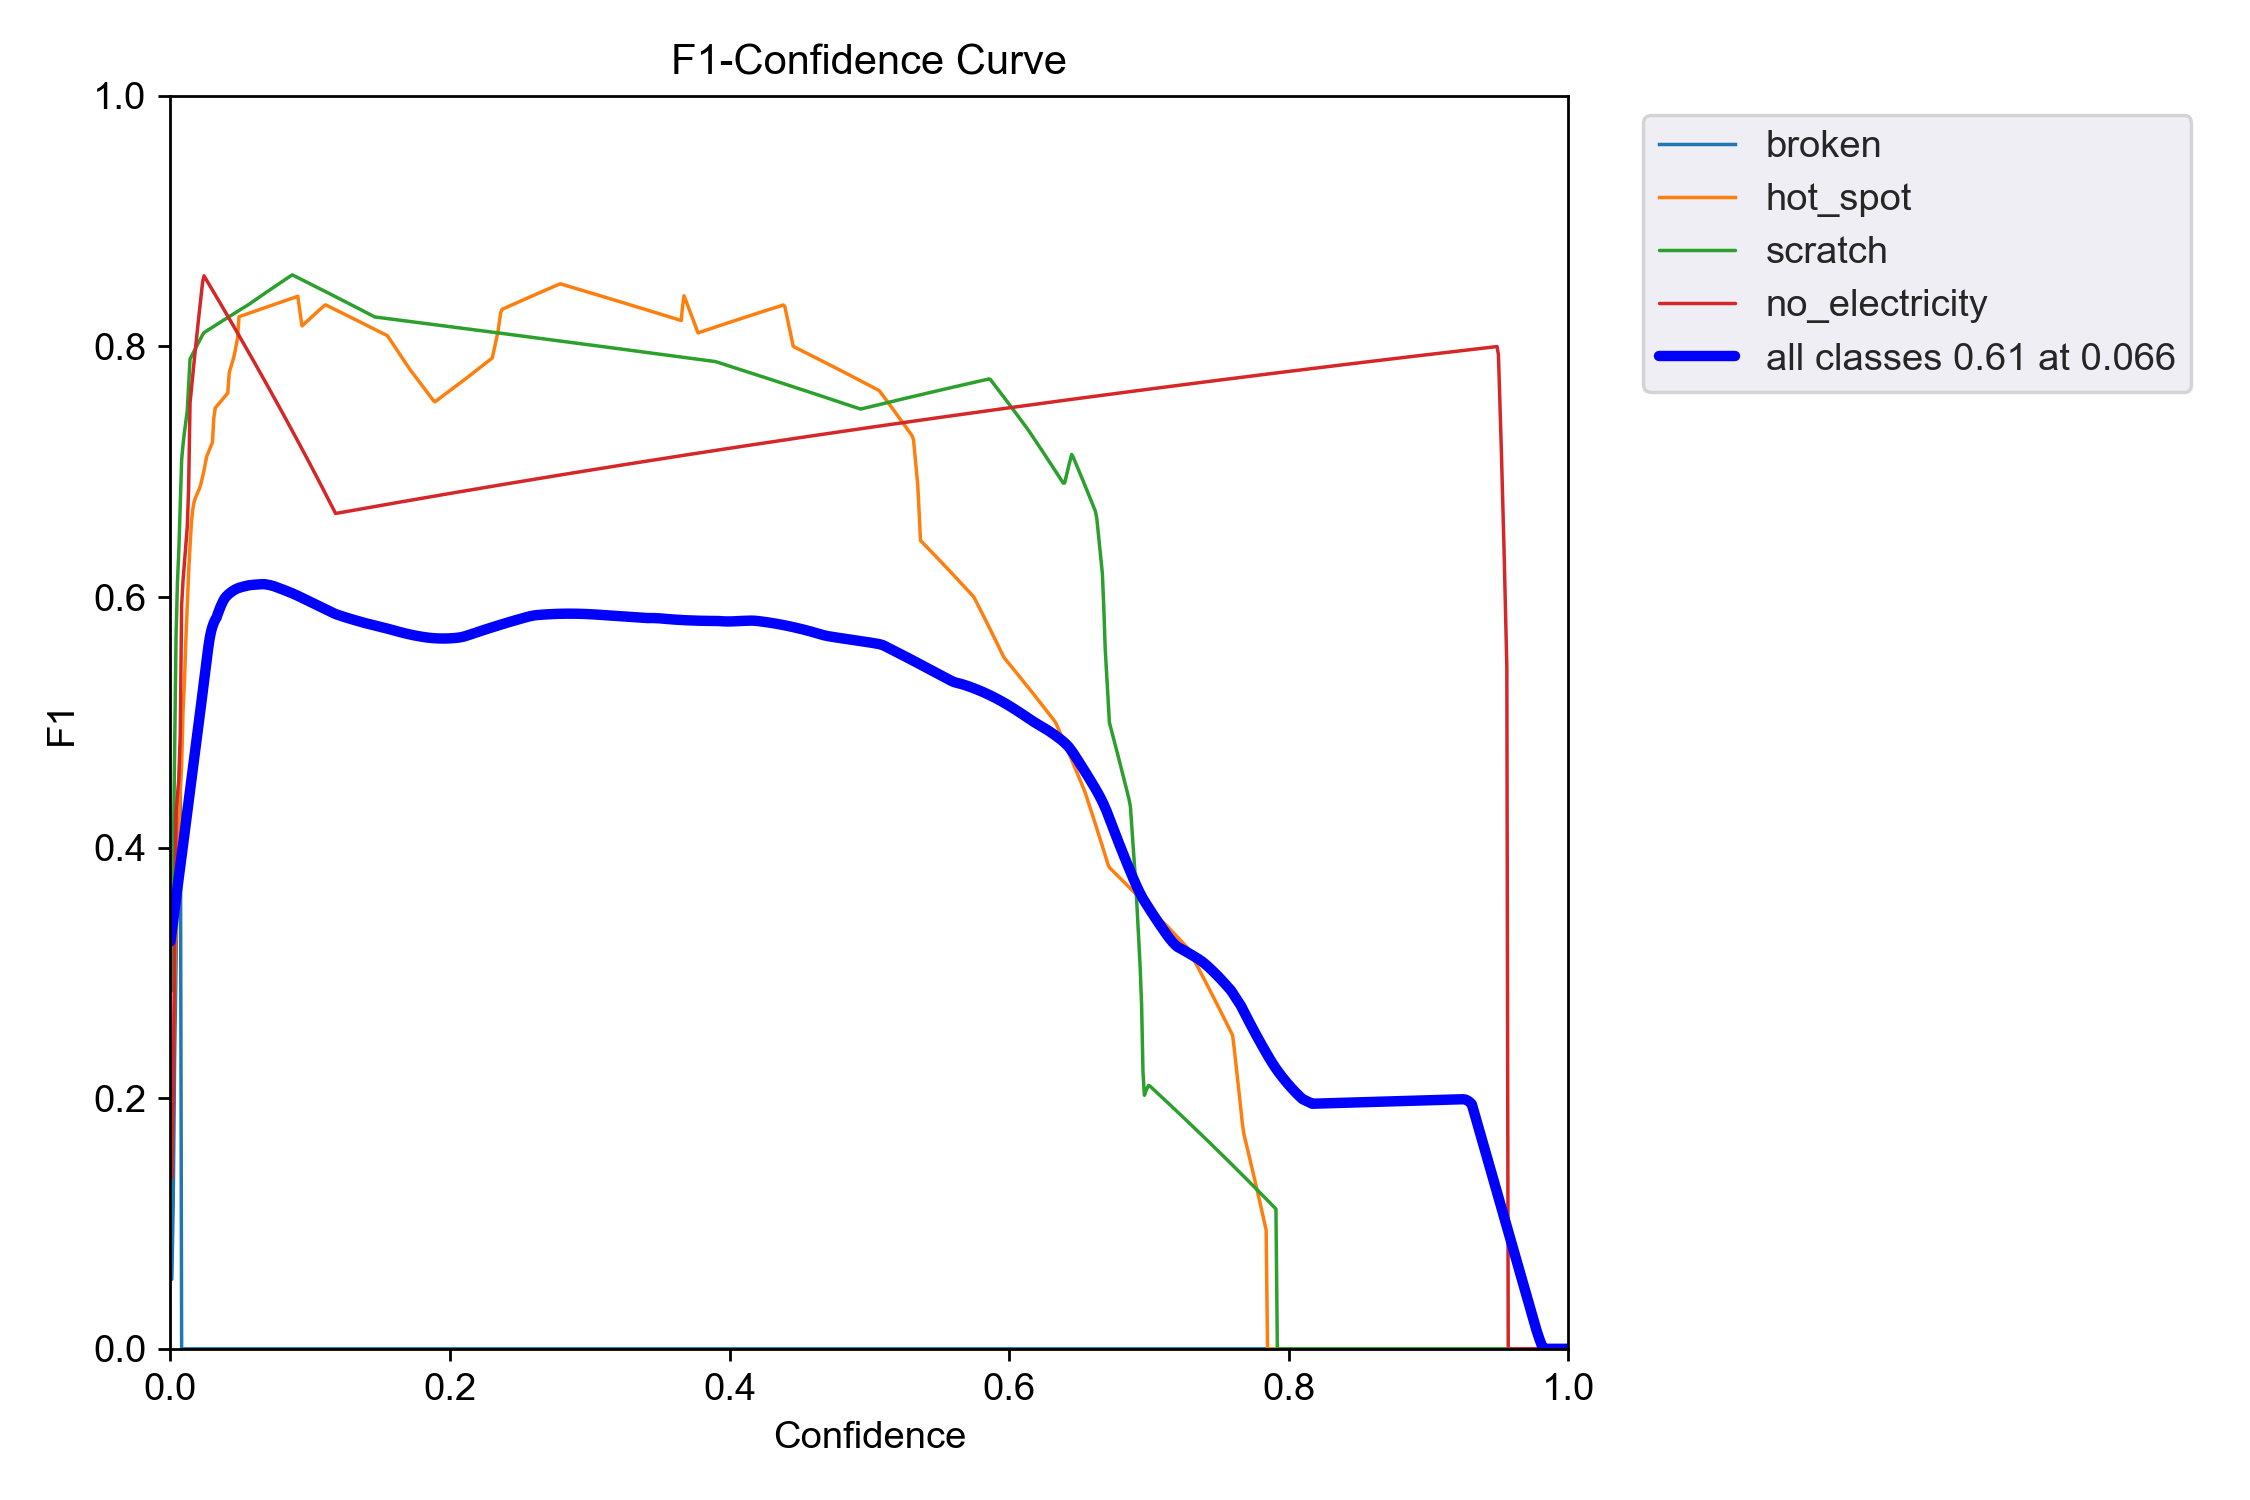 F1-Confidence Curve
1.0
0.8
0.6
0.4
0.2
0.0
F1
0.0 0.2 0.4 0.6 0.8 1.0
Confidence
broken
hot_spot
scratch
no_electricity
all classes 0.61 at 0.066